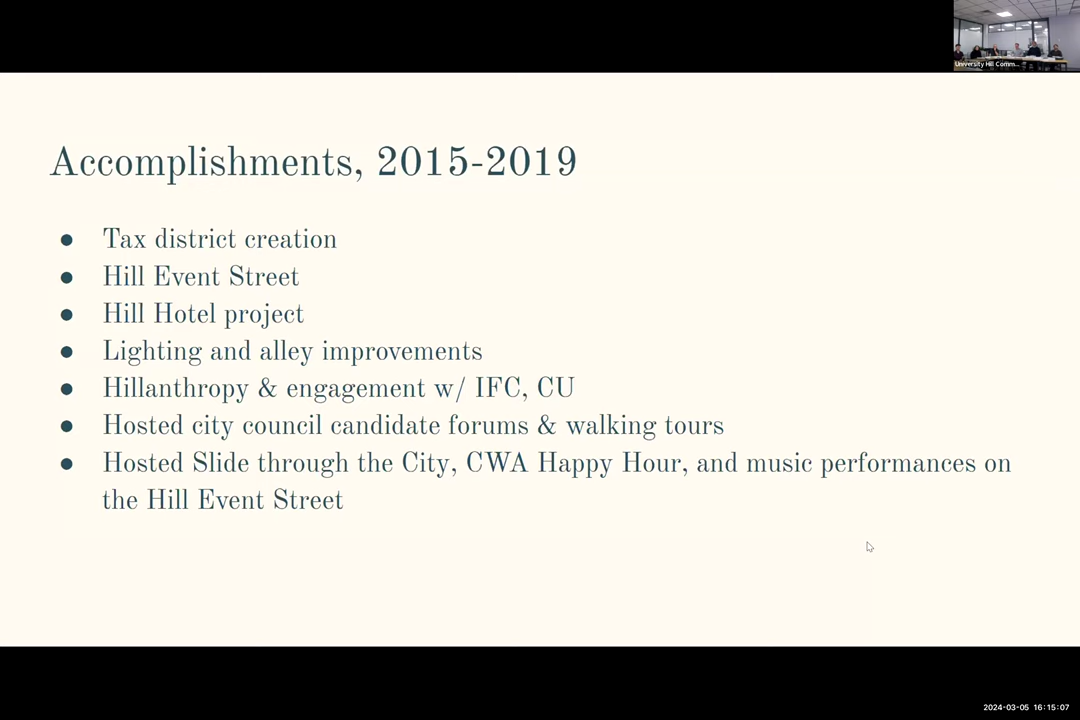 University Hill Comm...
Accomplishments, 2015-2019
● Tax district creation
● Hill Event Street
● Hill Hotel project
● Lighting and alley improvements
● Hillanthropy & engagement w/ IFC, CU
● Hosted city council candidate forums & walking tours
● Hosted Slide through the City, CWA Happy Hour, and music performances on
the Hill Event Street
2024-03-05 16:15:07